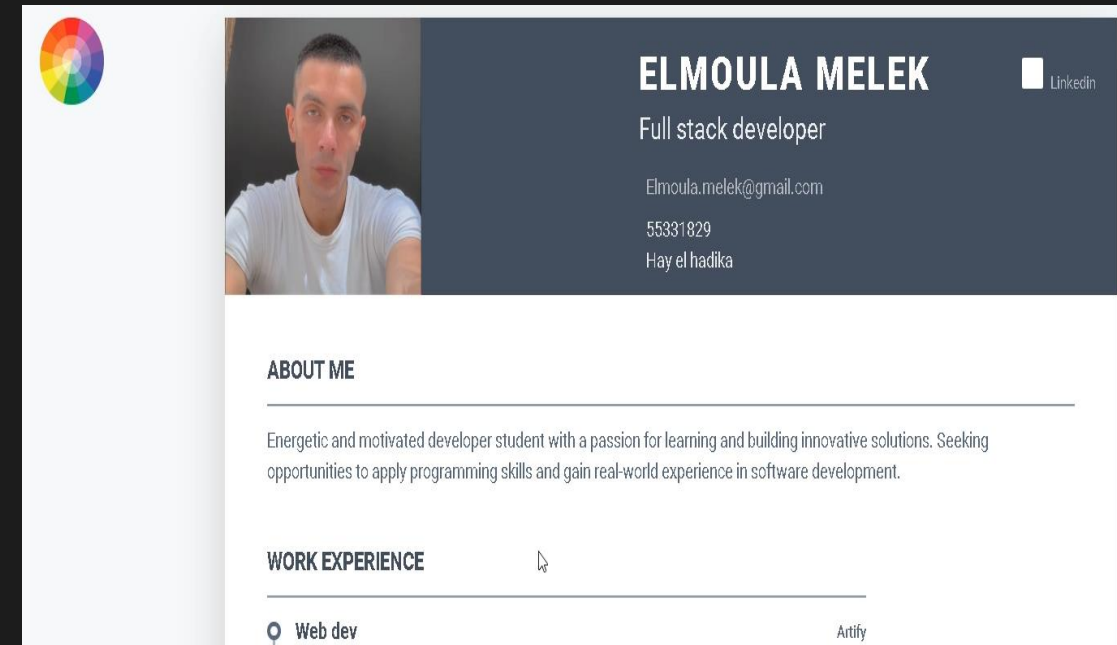 ELMOULA MELEK
Linkedin
Full stack developer
Elmoula.melek@gmail.com
55331829
Hay el hadika
ABOUT ME
Energetic and motivated developer student with a passion for learning and building innovative solutions. Seeking
opportunities to apply programming skills and gain real-world experience in software development.
WORK EXPERIENCE
Web dev
Artify